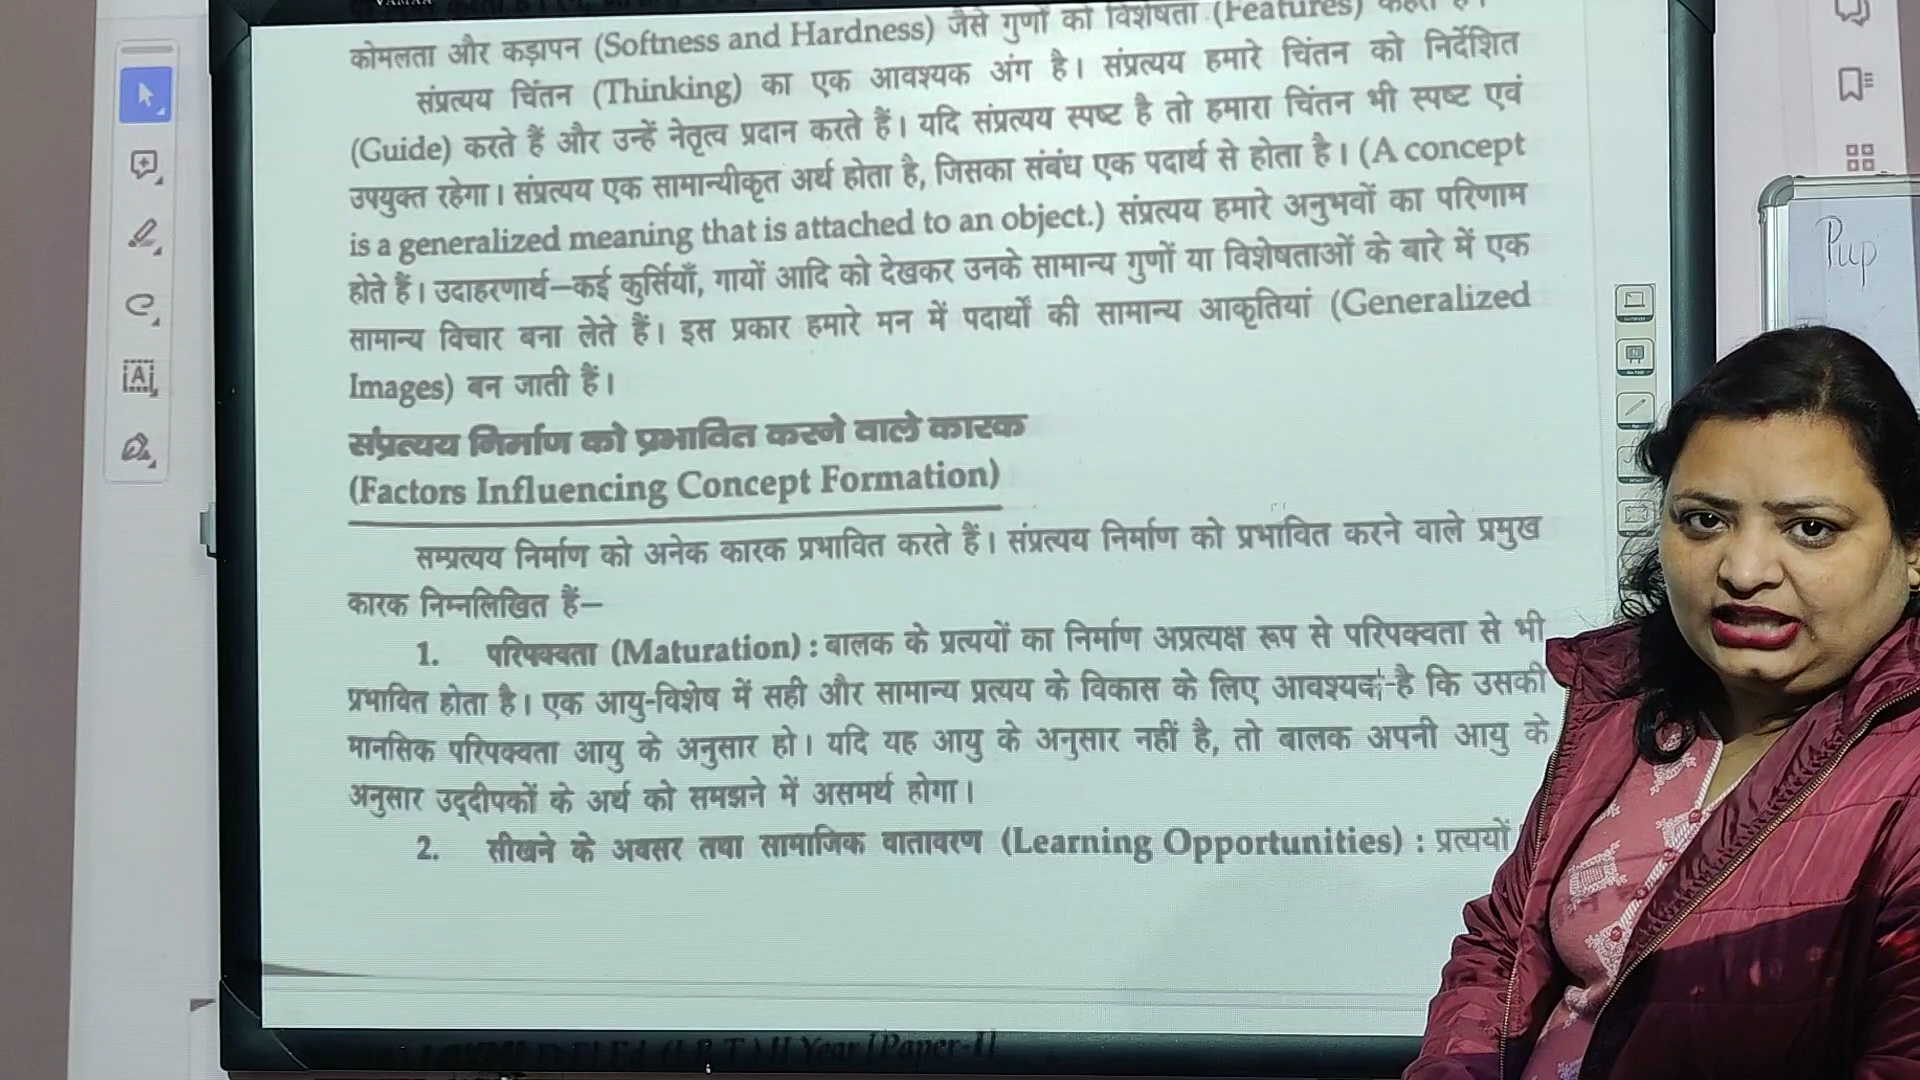 कोमलता और कड़ापन (Softness and Hardness) जैसे गुणों को विशेषता (Features) कहते हैं।
संप्रत्यय चिंतन (Thinking) का एक आवश्यक अंग है। संप्रत्यय हमारे चिंतन को निर्देशित
(Guide) करते हैं और उन्हें नेतृत्व प्रदान करते हैं। यदि संप्रत्यय स्पष्ट है तो हमारा चिंतन भी स्पष्ट एवं
उपयुक्त रहेगा। संप्रत्यय एक सामान्यीकृत अर्थ होता है, जिसका संबंध एक पदार्थ से होता है। (A concept
is a generalized meaning that is attached to an object.) संप्रत्यय हमारे अनुभवों का परिणाम
होते हैं। उदाहरणार्थ–कई कुर्सियाँ, गायों आदि को देखकर उनके सामान्य गुणों या विशेषताओं के बारे में एक
सामान्य विचार बना लेते हैं। इस प्रकार हमारे मन में पदार्थों की सामान्य आकृतियां (Generalized
Images) बन जाती हैं।
संप्रत्यय निर्माण को प्रभावित करने वाले कारक
(Factors Influencing Concept Formation)
सम्प्रत्यय निर्माण को अनेक कारक प्रभावित करते हैं। संप्रत्यय निर्माण को प्रभावित करने वाले प्रमुख
कारक निम्नलिखित हैं–
1. परिपक्वता (Maturation) : बालक के प्रत्ययों का निर्माण अप्रत्यक्ष रूप से परिपक्वता से भी
प्रभावित होता है। एक आयु-विशेष में सही और सामान्य प्रत्यय के विकास के लिए आवश्यक है कि उसकी
मानसिक परिपक्वता आयु के अनुसार हो। यदि यह आयु के अनुसार नहीं है, तो बालक अपनी आयु के
अनुसार उद्दीपकों के अर्थ को समझने में असमर्थ होगा।
2. सीखने के अवसर तथा सामाजिक वातावरण (Learning Opportunities) : प्रत्ययों
II Year (Paper-I)
Pup